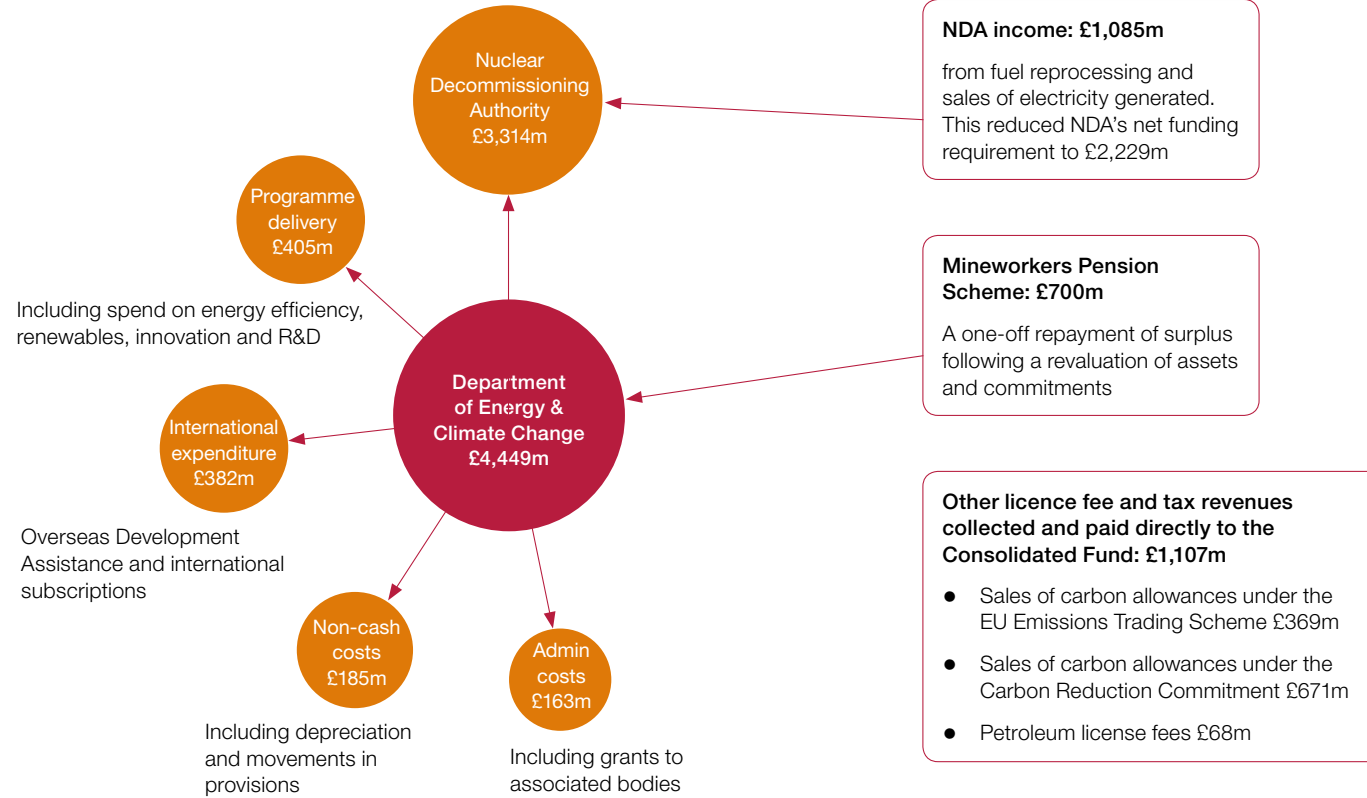 Nuclear
Decommissioning
Authority
£3,314m
Programme
delivery
£405m
Including spend on energy efficiency,
renewables, innovation and R&D
International
expenditure
£382m
Overseas Development
Assistance and international
subscriptions
Department
of Energy &
Climate Change
£4,449m
Non-cash
costs
£185m
Including depreciation
and movements in
provisions
Admin
costs
£163m
Including grants to
associated bodies
NDA income: £1,085m
from fuel reprocessing and
sales of electricity generated.
This reduced NDA's net funding
requirement to £2,229m
Mineworkers Pension
Scheme: £700m
A one-off repayment of surplus
following a revaluation of assets
and commitments
Other licence fee and tax revenues
collected and paid directly to the
Consolidated Fund: £1,107m
● Sales of carbon allowances under the
EU Emissions Trading Scheme £369m
● Sales of carbon allowances under the
Carbon Reduction Commitment £671m
● Petroleum license fees £68m